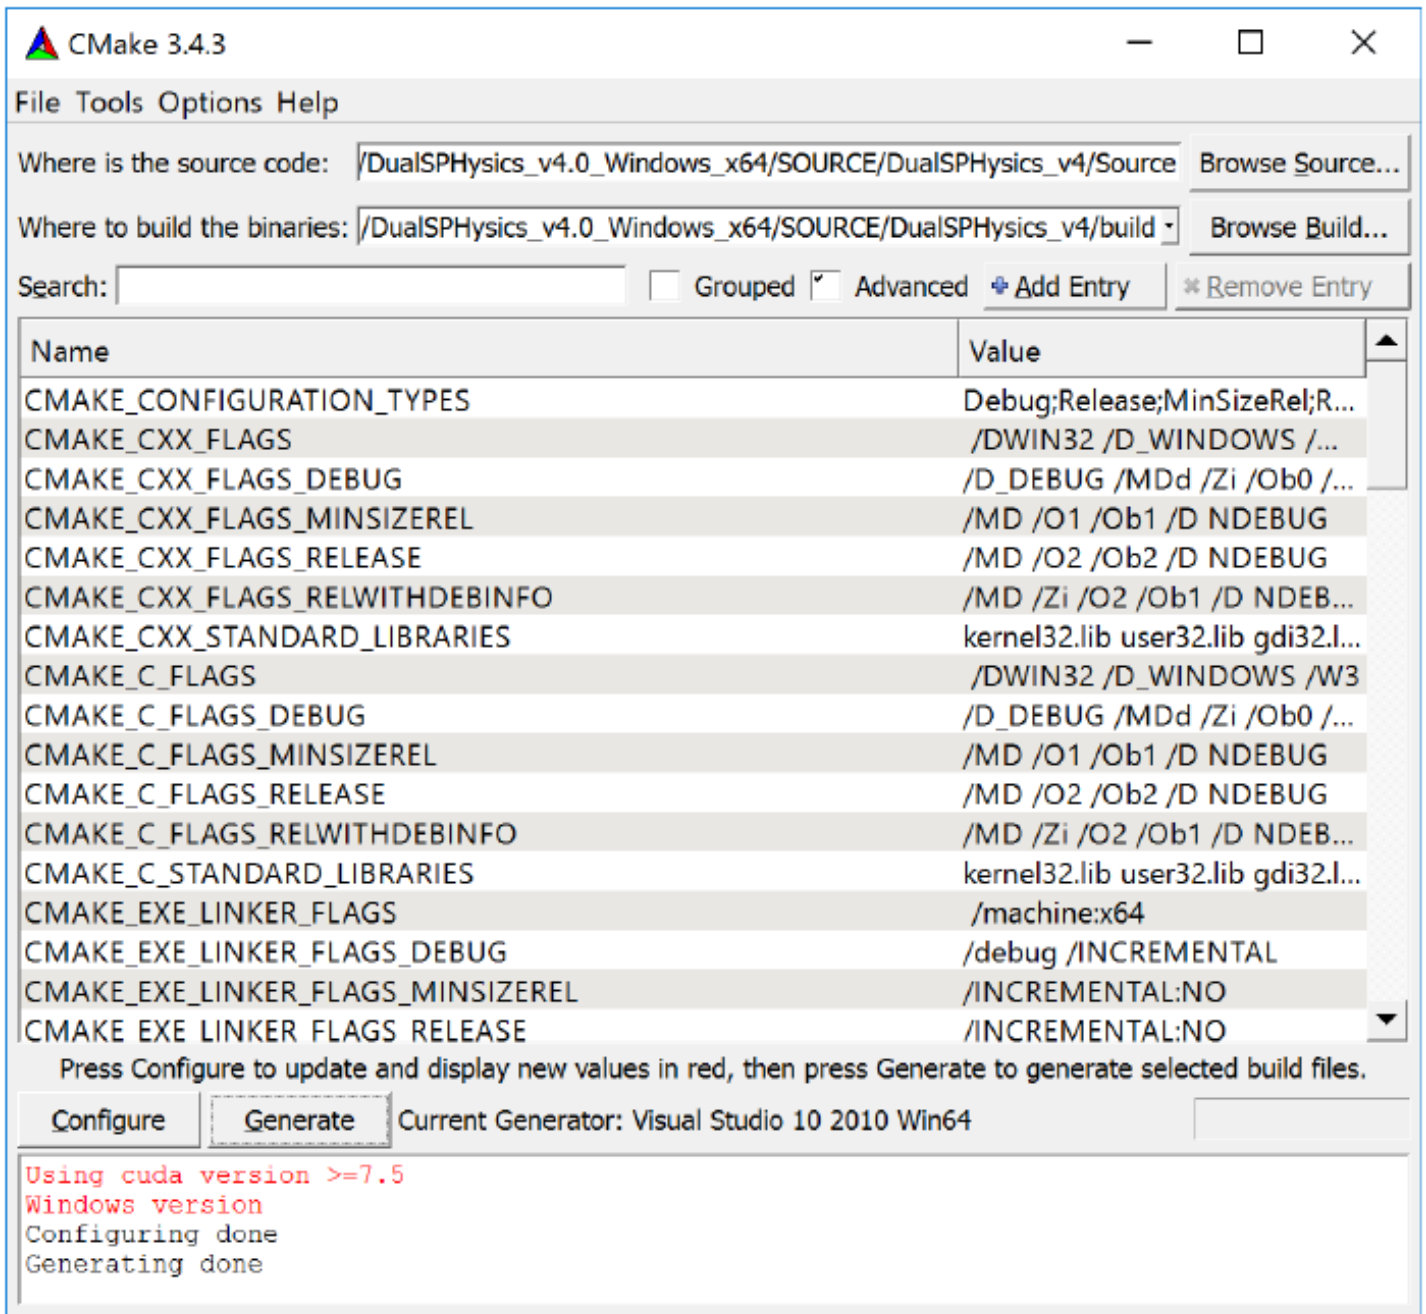 CMake 3.4.3
File Tools Options Help
Where is the source code: /DualSPHysics_v4.0_Windows_x64/SOURCE/DualSPHysics_v4/Source Browse Source...
Where to build the binaries: /DualSPHysics_v4.0_Windows_x64/SOURCE/DualSPHysics_v4/build Browse Build...
Search: Grouped Advanced Add Entry Remove Entry
Name Value
CMAKE_CONFIGURATION_TYPES Debug;Release;MinSizeRel;R...
CMAKE_CXX_FLAGS /DWIN32 /D_WINDOWS /...
CMAKE_CXX_FLAGS_DEBUG /D_DEBUG /MDd /Zi /Ob0 /...
CMAKE_CXX_FLAGS_MINSIZEREL /MD /O1 /Ob1 /D NDEBUG
CMAKE_CXX_FLAGS_RELEASE /MD /O2 /Ob2 /D NDEBUG
CMAKE_CXX_FLAGS_RELWITHDEBINFO /MD /Zi /O2 /Ob1 /D NDEB...
CMAKE_CXX_STANDARD_LIBRARIES kernel32.lib user32.lib gdi32.l...
CMAKE_C_FLAGS /DWIN32 /D_WINDOWS /W3
CMAKE_C_FLAGS_DEBUG /D_DEBUG /MDd /Zi /Ob0 /...
CMAKE_C_FLAGS_MINSIZEREL /MD /O1 /Ob1 /D NDEBUG
CMAKE_C_FLAGS_RELEASE /MD /O2 /Ob2 /D NDEBUG
CMAKE_C_FLAGS_RELWITHDEBINFO /MD /Zi /O2 /Ob1 /D NDEB...
CMAKE_C_STANDARD_LIBRARIES kernel32.lib user32.lib gdi32.l...
CMAKE_EXE_LINKER_FLAGS /machine:x64
CMAKE_EXE_LINKER_FLAGS_DEBUG /debug /INCREMENTAL
CMAKE_EXE_LINKER_FLAGS_MINSIZEREL /INCREMENTAL:NO
CMAKE_EXE_LINKER_FLAGS_RELEASE /INCREMENTAL:NO
Press Configure to update and display new values in red, then press Generate to generate selected build files.
Configure Generate Current Generator: Visual Studio 10 2010 Win64
Using cuda version >=7.5
Windows version
Configuring done
Generating done